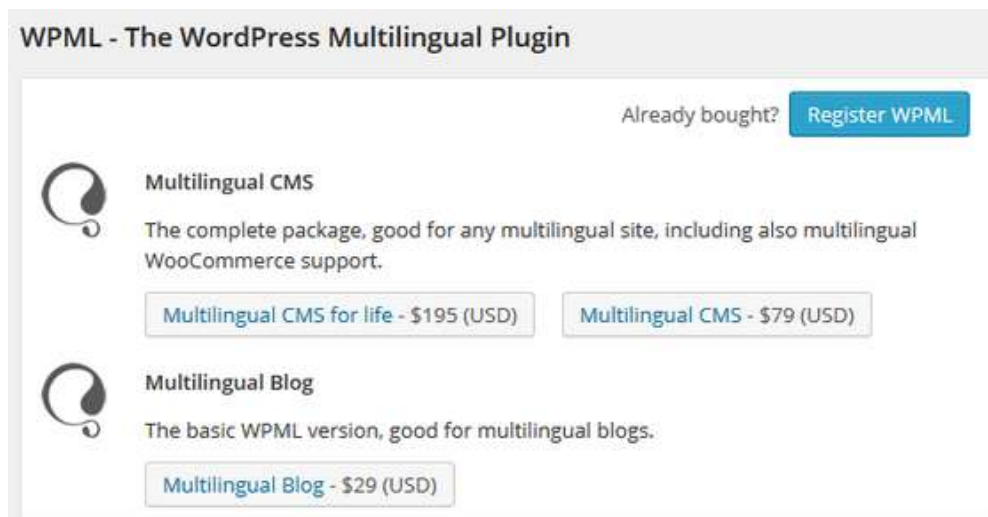 WPML - The WordPress Multilingual Plugin
Already bought? Register WPML
Multilingual CMS
The complete package, good for any multilingual site, including also multilingual
WooCommerce support.
Multilingual CMS for life - $195 (USD) Multilingual CMS - $79 (USD)
Multilingual Blog
The basic WPML version, good for multilingual blogs.
Multilingual Blog - $29 (USD)